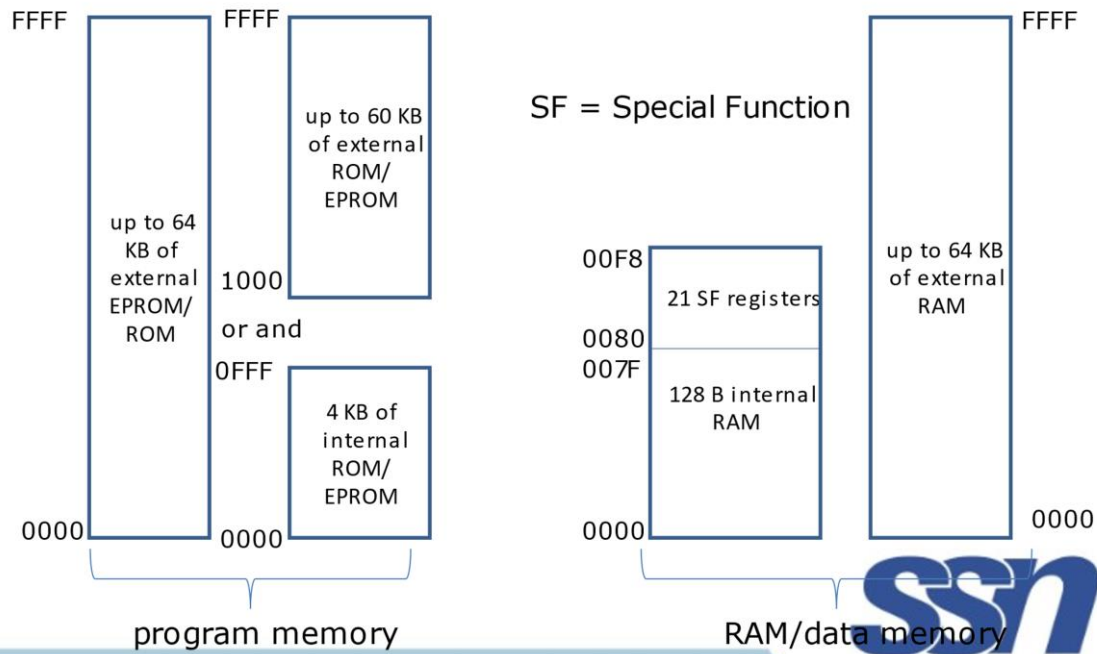 FFFF
up to 64
KB of
external
EPROM/
ROM
0000
FFFF
up to 60 KB
of external
ROM/
EPROM
1000
or and
0FFF
4 KB of
internal
ROM/
EPROM
0000
program memory
SF = Special Function
00F8
21 SF registers
0080
007F
128 B internal
RAM
0000
FFFF
up to 64 KB
of external
RAM
0000
RAM/data memory
ssn